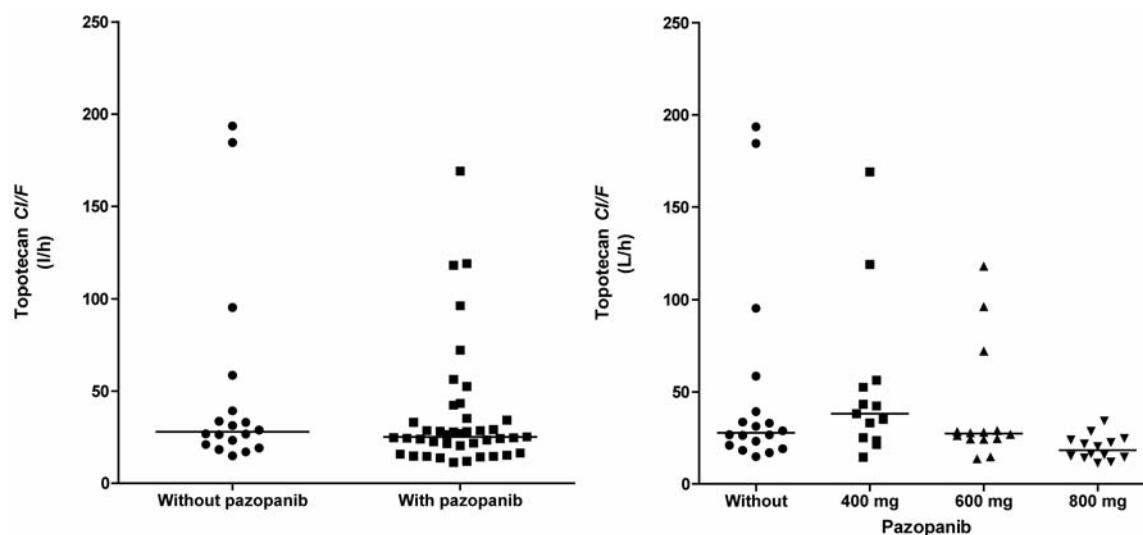 250
200
150
100
50
0
Topotecan Cl/F
(l/h)
Without pazopanib
With pazopanib
250
200
150
100
50
0
Topotecan Cl/F
(L/h)
Without
400 mg
600 mg
800 mg
Pazopanib